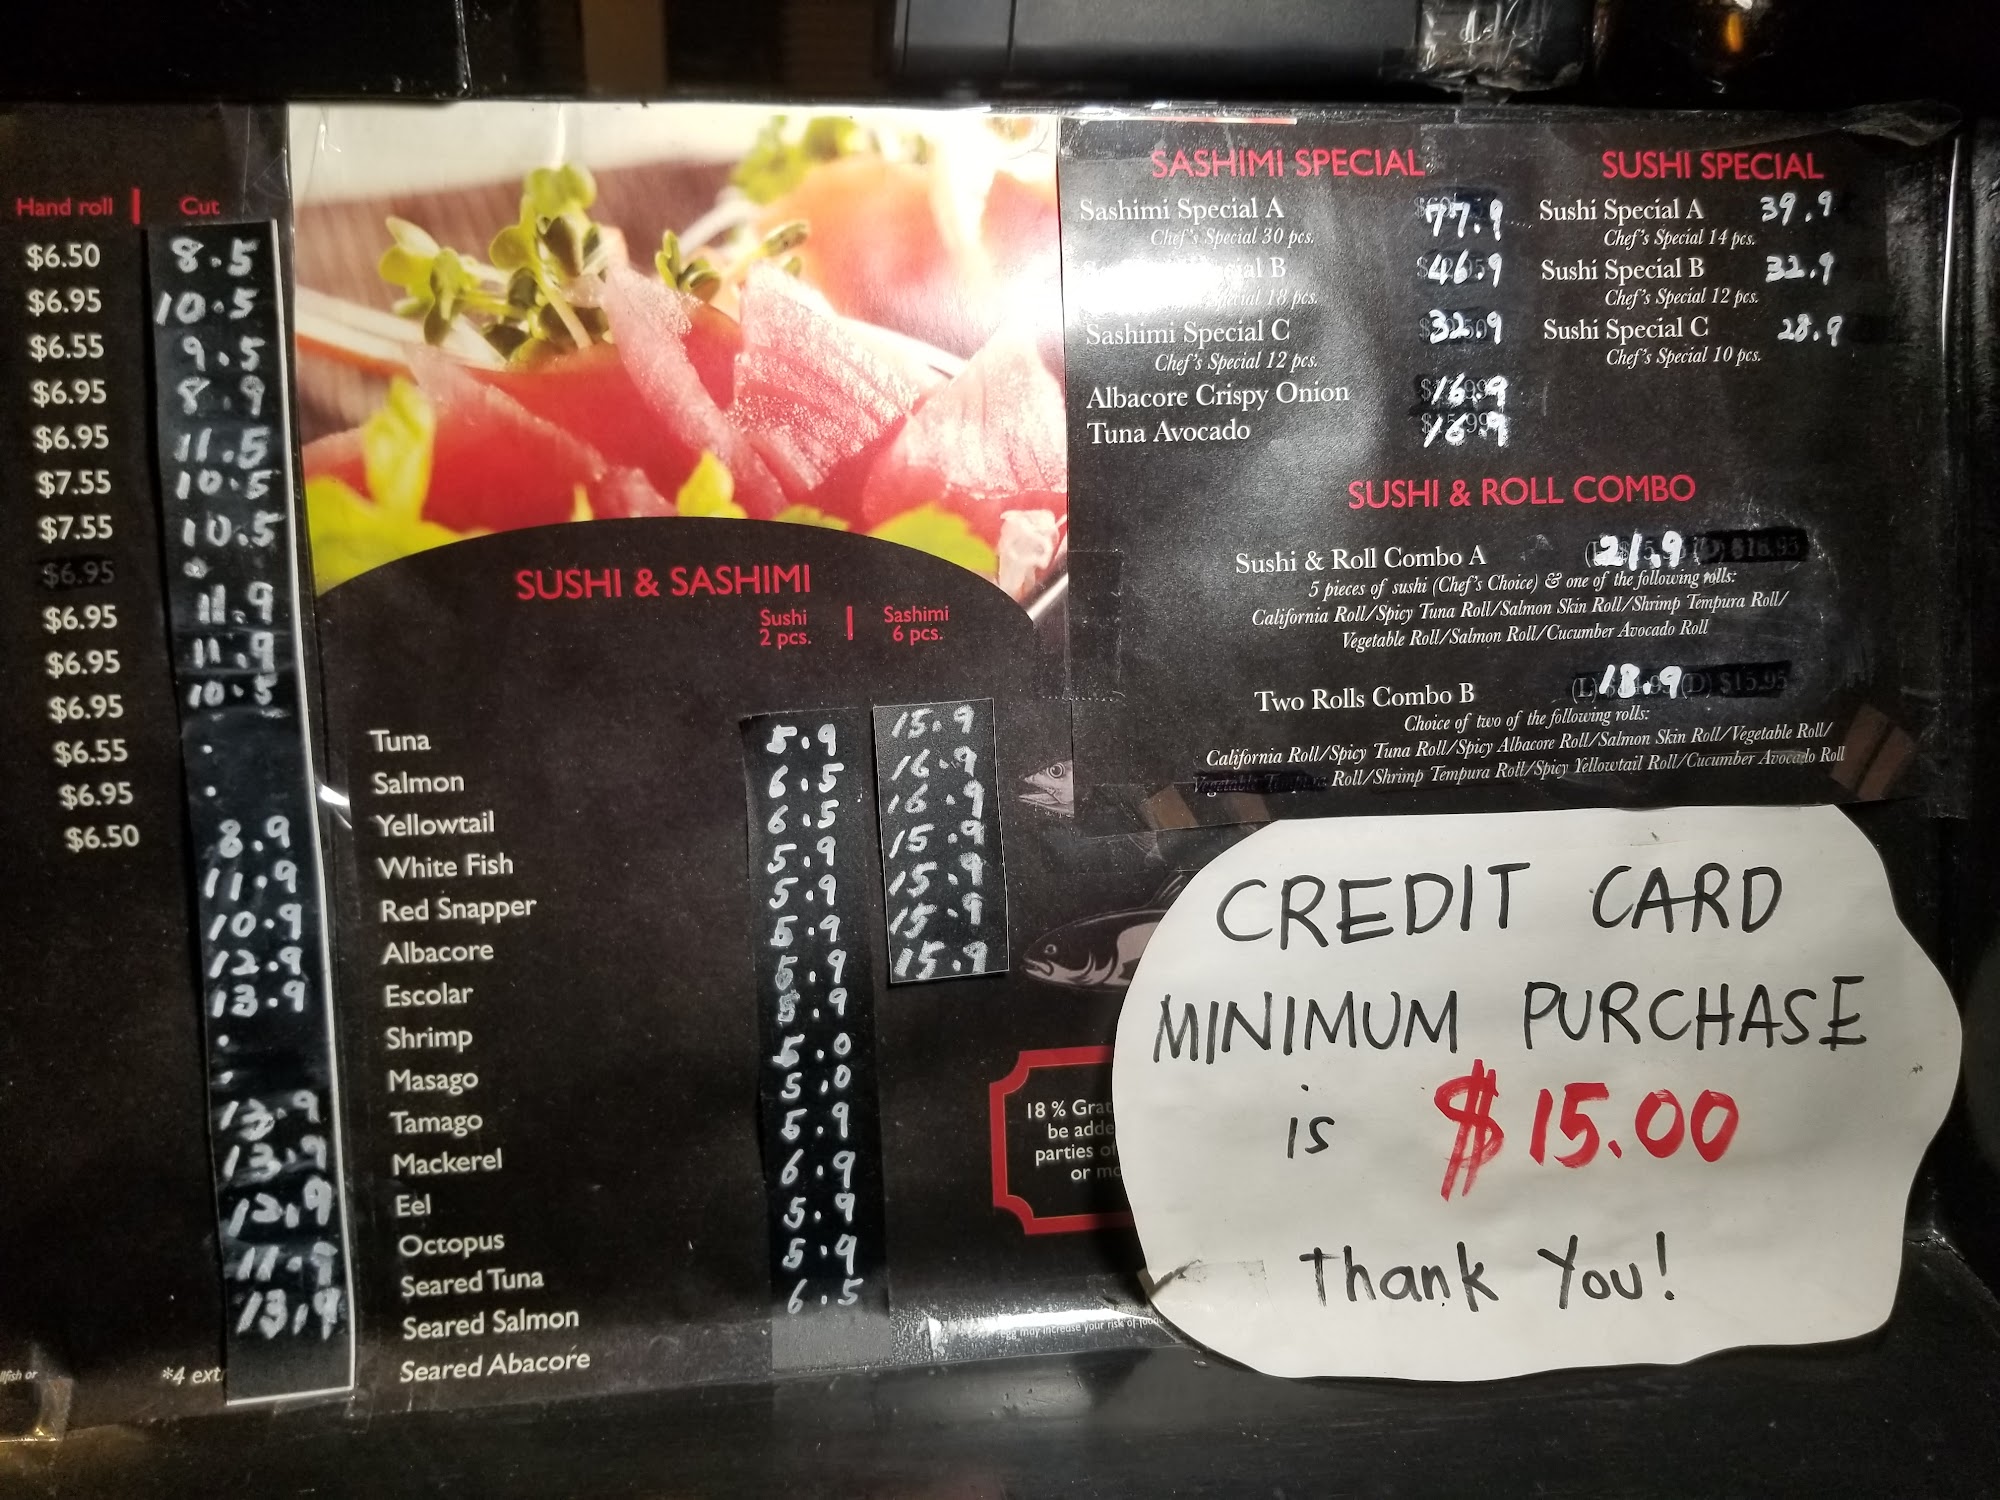 Hand roll | Cut
$6.50 8.5
$6.95 10.5
$6.55 9.5
$6.95 8.9
$6.95 11.5
$7.55 10.5
$7.55 10.5
$6.95
$6.95 11.9
$6.95 11.9
$6.95 10.5
$6.55
$6.95
$6.50 8.9
11.9
10.9
12.9
13.9
13.9
13.9
11.9
13.9
*4 ext
SUSHI & SASHIMI
Sushi | Sashimi
2 pcs. 6 pcs.
Tuna 5.9 15.9
Salmon 6.5 16.9
Yellowtail 6.5 16.9
White Fish 5.9 15.9
Red Snapper 5.9 15.9
Albacore 5.9 15.9
Escolar 5.9 15.9
Shrimp 5.9
Masago 5.0
Tamago 5.0
Mackerel 5.9
Eel 6.9
Octopus 5.9
Seared Tuna 5.9
Seared Salmon 6.5
Seared Abacore
18 % Grat
be adde
parties
or
egg may increase your risk of
SASHIMI SPECIAL
Sashimi Special A 77.9
Chef's Special 30 pcs.
B 46.9
18 pcs.
Sashimi Special C 32.9
Chef's Special 12 pcs.
Albacore Crispy Onion 16.9
Tuna Avocado 16.9
SUSHI SPECIAL
Sushi Special A 39.9
Chef's Special 14 pcs.
Sushi Special B 32.9
Chef's Special 12 pcs.
Sushi Special C 28.9
Chef's Special 10 pcs.
SUSHI & ROLL COMBO
Sushi & Roll Combo A 21.9
5 pieces of sushi (Chef's Choice) & one of the following rolls:
California Roll/Spicy Tuna Roll/Salmon Skin Roll/Shrimp Tempura Roll/
Vegetable Roll/Salmon Roll/Cucumber Avocado Roll
Two Rolls Combo B (L) 18.9 (D) $15.95
Choice of two of the following rolls:
California Roll/Spicy Tuna Roll/Spicy Albacore Roll/Salmon Skin Roll/Vegetable Roll/
Roll/Shrimp Tempura Roll/Spicy Yellowtail Roll/Cucumber Avocado Roll
CREDIT CARD
MINIMUM PURCHASE
is $15.00
Thank You!